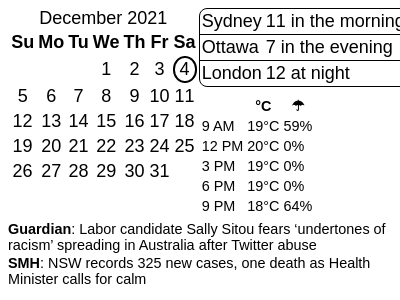 December 2021
Su Mo Tu We Th Fr Sa
1 2 3 4
5 6 7 8 9 10 11
12 13 14 15 16 17 18
19 20 21 22 23 24 25
26 27 28 29 30 31
Sydney 11 in the morning
Ottawa 7 in the evening
London 12 at night
°C ☂
9 AM 19°C 59%
12 PM 20°C 0%
3 PM 19°C 0%
6 PM 19°C 0%
9 PM 18°C 64%
Guardian: Labor candidate Sally Sitou fears ‘undertones of
racism’ spreading in Australia after Twitter abuse
SMH: NSW records 325 new cases, one death as Health
Minister calls for calm